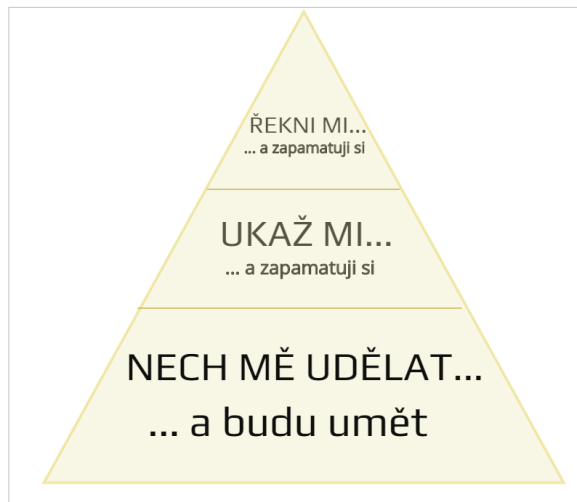 ŘEKNI MI...
... a zapamatuji si
UKAŽ MI...
... a zapamatuji si
NECH MĚ UDĚLAT...
... a budu umět